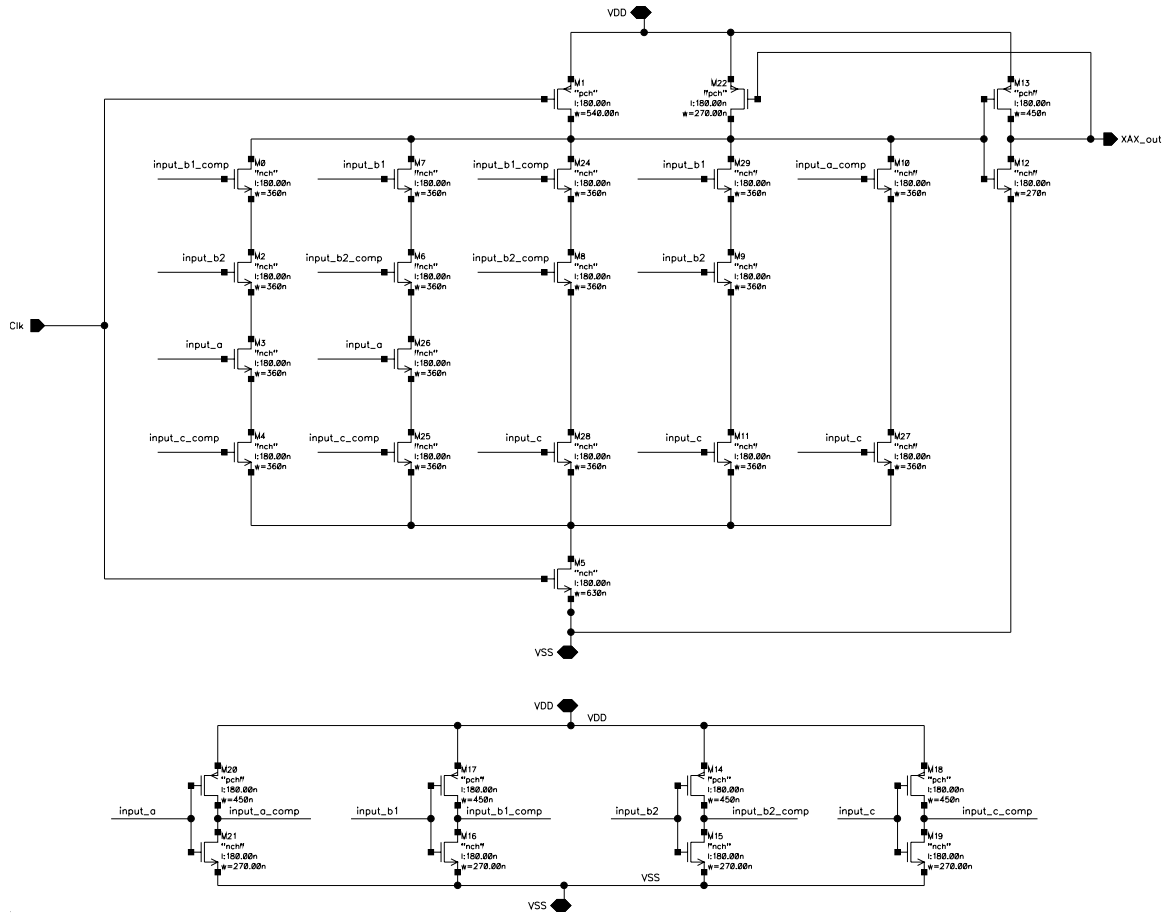 VDD
M1
"pch"
l:180.00n
w=540.00n
M22
"pch"
l:180.00n
w=270.00n
M13
"pch"
l:180.00n
w=450n
XAX_out
input_b1_comp
M0
"nch"
l:180.00n
w=360n
input_b1
M7
"nch"
l:180.00n
w=360n
input_b1_comp
M24
"nch"
l:180.00n
w=360n
input_b1
M29
"nch"
l:180.00n
w=360n
input_a_comp
M10
"nch"
l:180.00n
w=360n
M12
"nch"
l:180.00n
w=270n
input_b2
M2
"nch"
l:180.00n
w=360n
input_b2_comp
M6
"nch"
l:180.00n
w=360n
input_b2_comp
M8
"nch"
l:180.00n
w=360n
input_b2
M9
"nch"
l:180.00n
w=360n
Clk
input_a
M3
"nch"
l:180.00n
w=360n
input_a
M26
"nch"
l:180.00n
w=360n
input_c_comp
M4
"nch"
l:180.00n
w=360n
input_c_comp
M25
"nch"
l:180.00n
w=360n
input_c
M28
"nch"
l:180.00n
w=360n
input_c
M11
"nch"
l:180.00n
w=360n
input_c
M27
"nch"
l:180.00n
w=360n
M5
"nch"
l:180.00n
w=630n
VSS
VDD
VDD
input_a
M20
"pch"
l:180.00n
w=450n
input_a_comp
M21
"nch"
l:180.00n
w=270.00n
input_b1
M17
"pch"
l:180.00n
w=450n
input_b1_comp
M16
"nch"
l:180.00n
w=270.00n
input_b2
M14
"pch"
l:180.00n
w=450n
input_b2_comp
M15
"nch"
l:180.00n
w=270.00n
input_c
M18
"pch"
l:180.00n
w=450n
input_c_comp
M19
"nch"
l:180.00n
w=270.00n
VSS
VSS